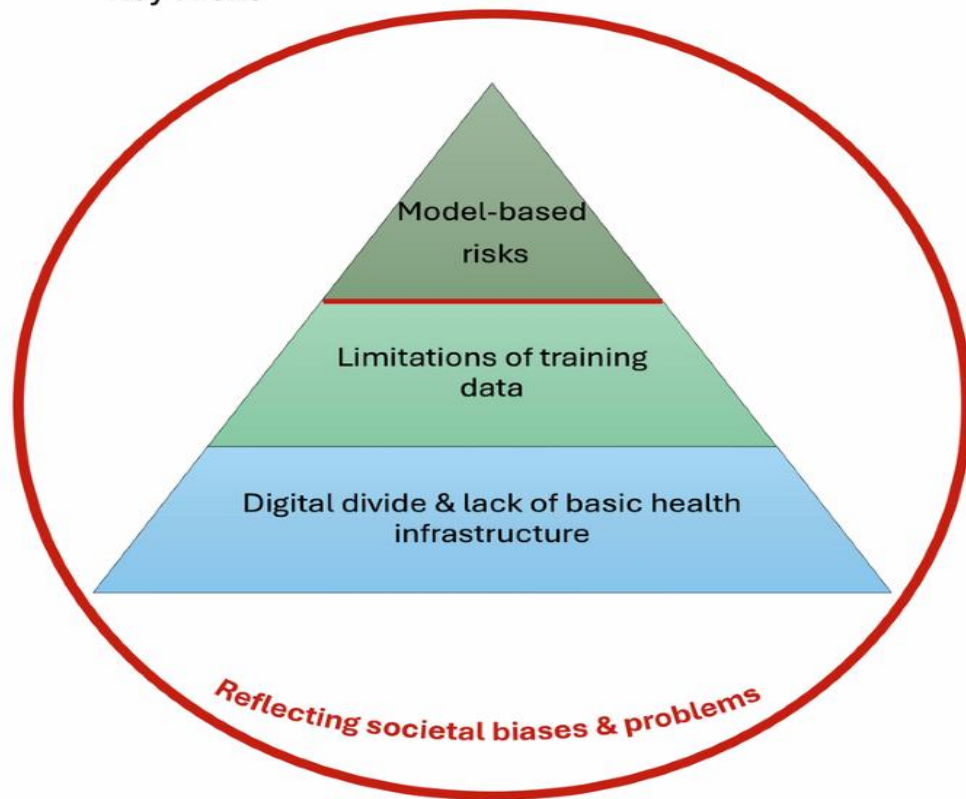 Model-based
risks
Limitations of training
data
Digital divide & lack of basic health
infrastructure
Reflecting societal biases & problems